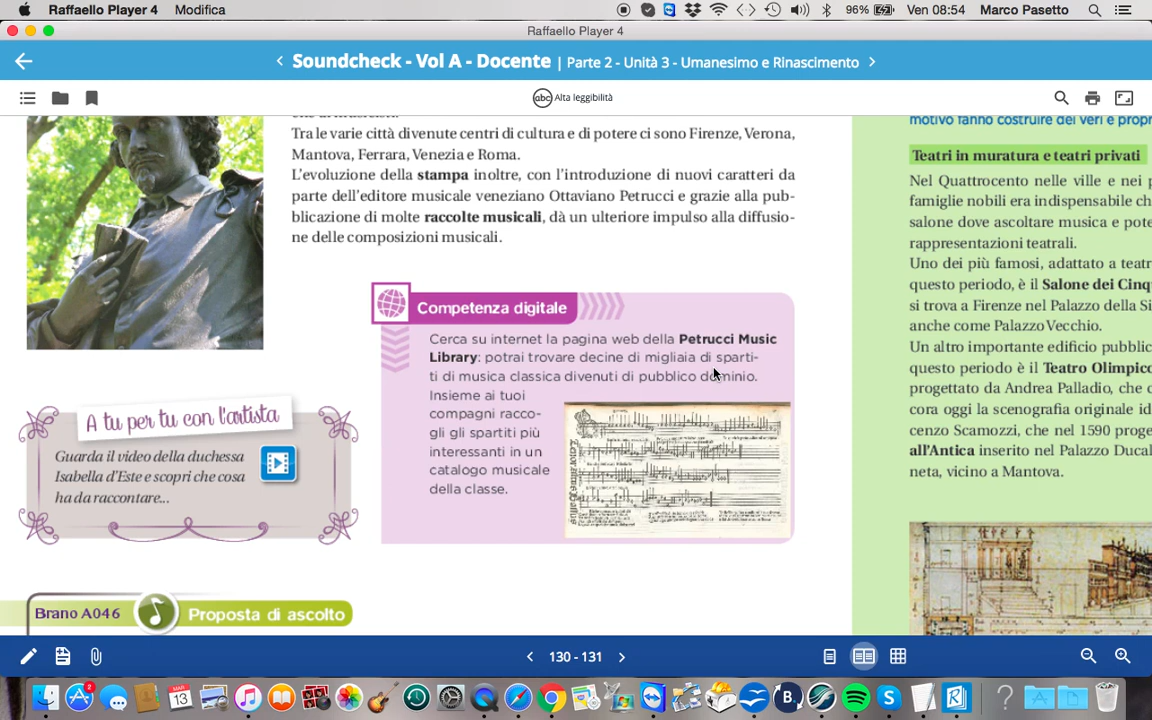 Raffaello Player 4 Modifica 96% Ven 08:54 Marco Pasetto
Raffaello Player 4
Soundcheck - Vol A - Docente | Parte 2 - Unità 3 - Umanesimo e Rinascimento
abc Alta leggibilità
Tra le varie città divenute centri di cultura e di potere ci sono Firenze, Verona,
Mantova, Ferrara, Venezia e Roma.
L'evoluzione della stampa inoltre, con l'introduzione di nuovi caratteri da
parte dell'editore musicale veneziano Ottaviano Petrucci e grazie alla pub-
blicazione di molte raccolte musicali, dà un ulteriore impulso alla diffusio-
ne delle composizioni musicali.
Competenza digitale
Cerca su internet la pagina web della Petrucci Music
Library: potrai trovare decine di migliaia di sparti-
ti di musica classica divenuti di pubblico dominio.
Insieme ai tuoi
compagni racco-
gli gli spartiti più
interessanti in un
catalogo musicale
della classe.
A tu per tu con l'artista
Guarda il video della duchessa
Isabella d'Este e scopri che cosa
ha da raccontare...
Brano A046 Proposta di ascolto
motivo fanno costruire dei veri e propr
Teatri in muratura e teatri privati
Nel Quattrocento nelle ville e nei p
famiglie nobili era indispensabile ch
salone dove ascoltare musica e pote
rappresentazioni teatrali.
Uno dei più famosi, adattato a teatr
questo periodo, è il Salone dei Cinq
si trova a Firenze nel Palazzo della Si
anche come Palazzo Vecchio.
Un altro importante edificio pubblic
questo periodo è il Teatro Olimpico
progettato da Andrea Palladio, che c
cora oggi la scenografia originale id
cenzo Scamozzi, che nel 1590 proge
all'Antica inserito nel Palazzo Ducal
neta, vicino a Mantova.
130 - 131
MAR
13
2